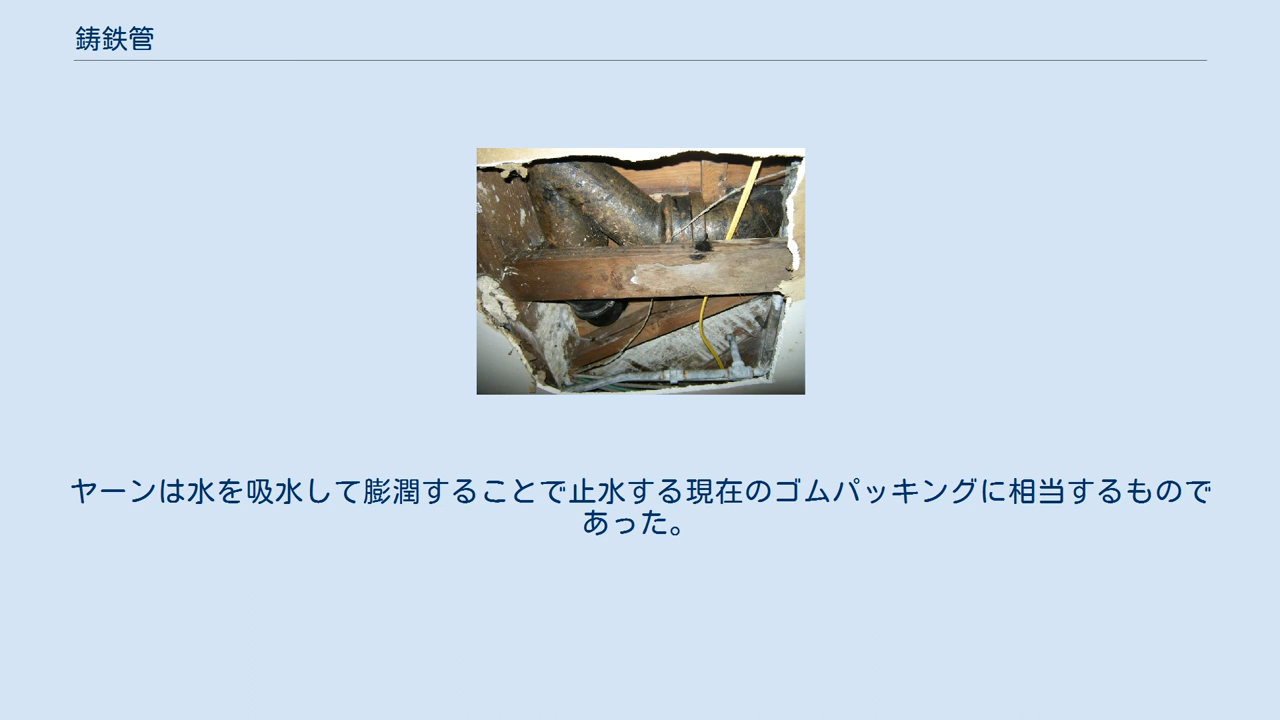 鋳鉄管
ヤーンは水を吸水して膨潤することで止水する現在のゴムパッキングに相当するもので
あった。